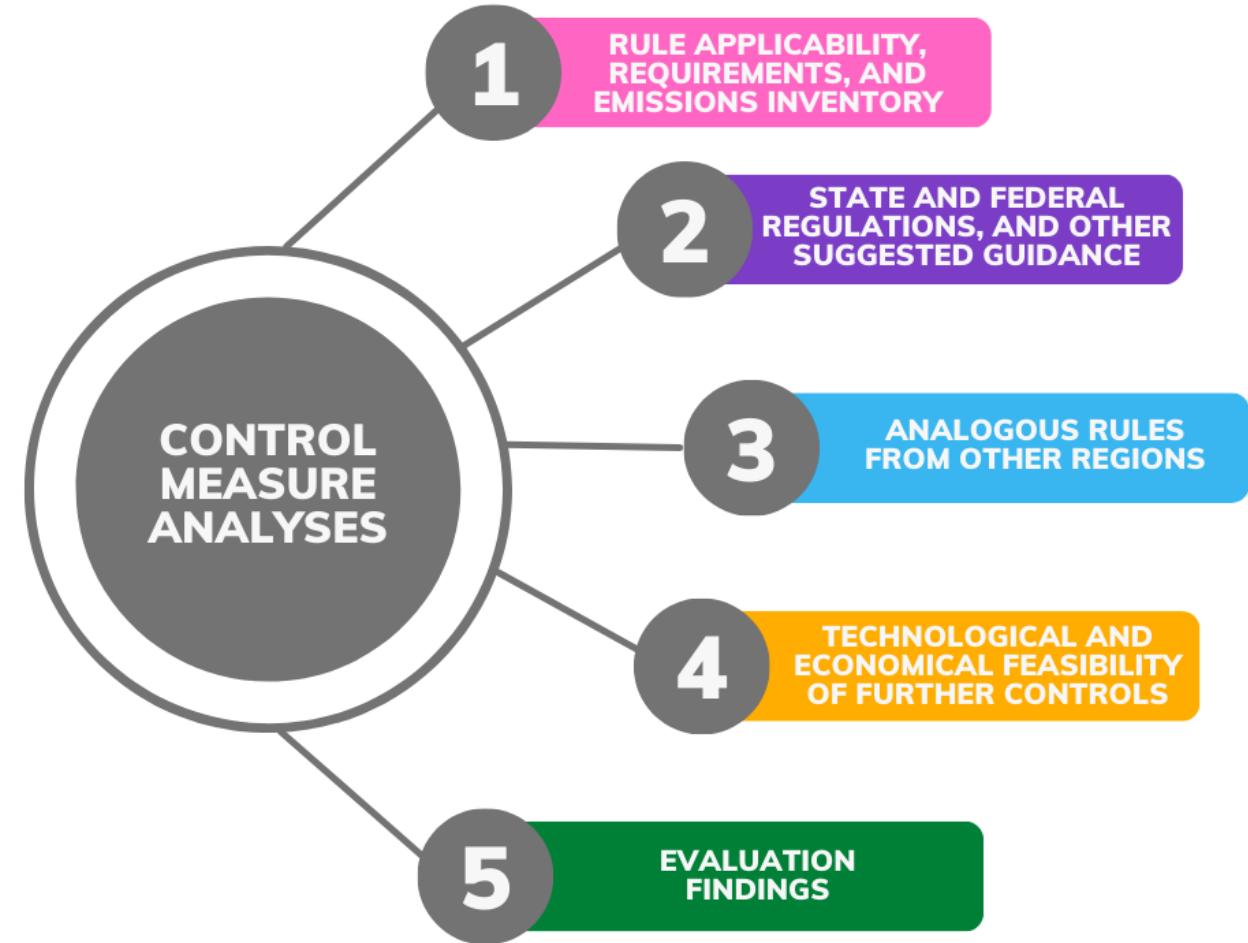 1
RULE APPLICABILITY,
REQUIREMENTS, AND
EMISSIONS INVENTORY
2
STATE AND FEDERAL
REGULATIONS, AND OTHER
SUGGESTED GUIDANCE
CONTROL
MEASURE
ANALYSES
3
ANALOGOUS RULES
FROM OTHER REGIONS
4
TECHNOLOGICAL AND
ECONOMICAL FEASIBILITY
OF FURTHER CONTROLS
5
EVALUATION
FINDINGS